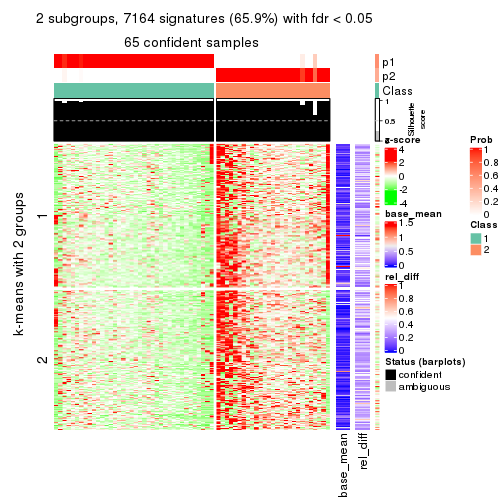 2 subgroups, 7164 signatures (65.9%) with fdr < 0.05
65 confident samples
p1
p2
Class
1
0.5
0
Silhouette
score
k-means with 2 groups
1
2
base_mean
rel_diff
z-score
4
2
0
-2
-4
base_mean
1.5
1
0.5
0
rel_diff
1
0.8
0.6
0.4
0.2
0
Status (barplots)
confident
ambiguous
Prob
1
0.8
0.6
0.4
0.2
0
Class
1
2